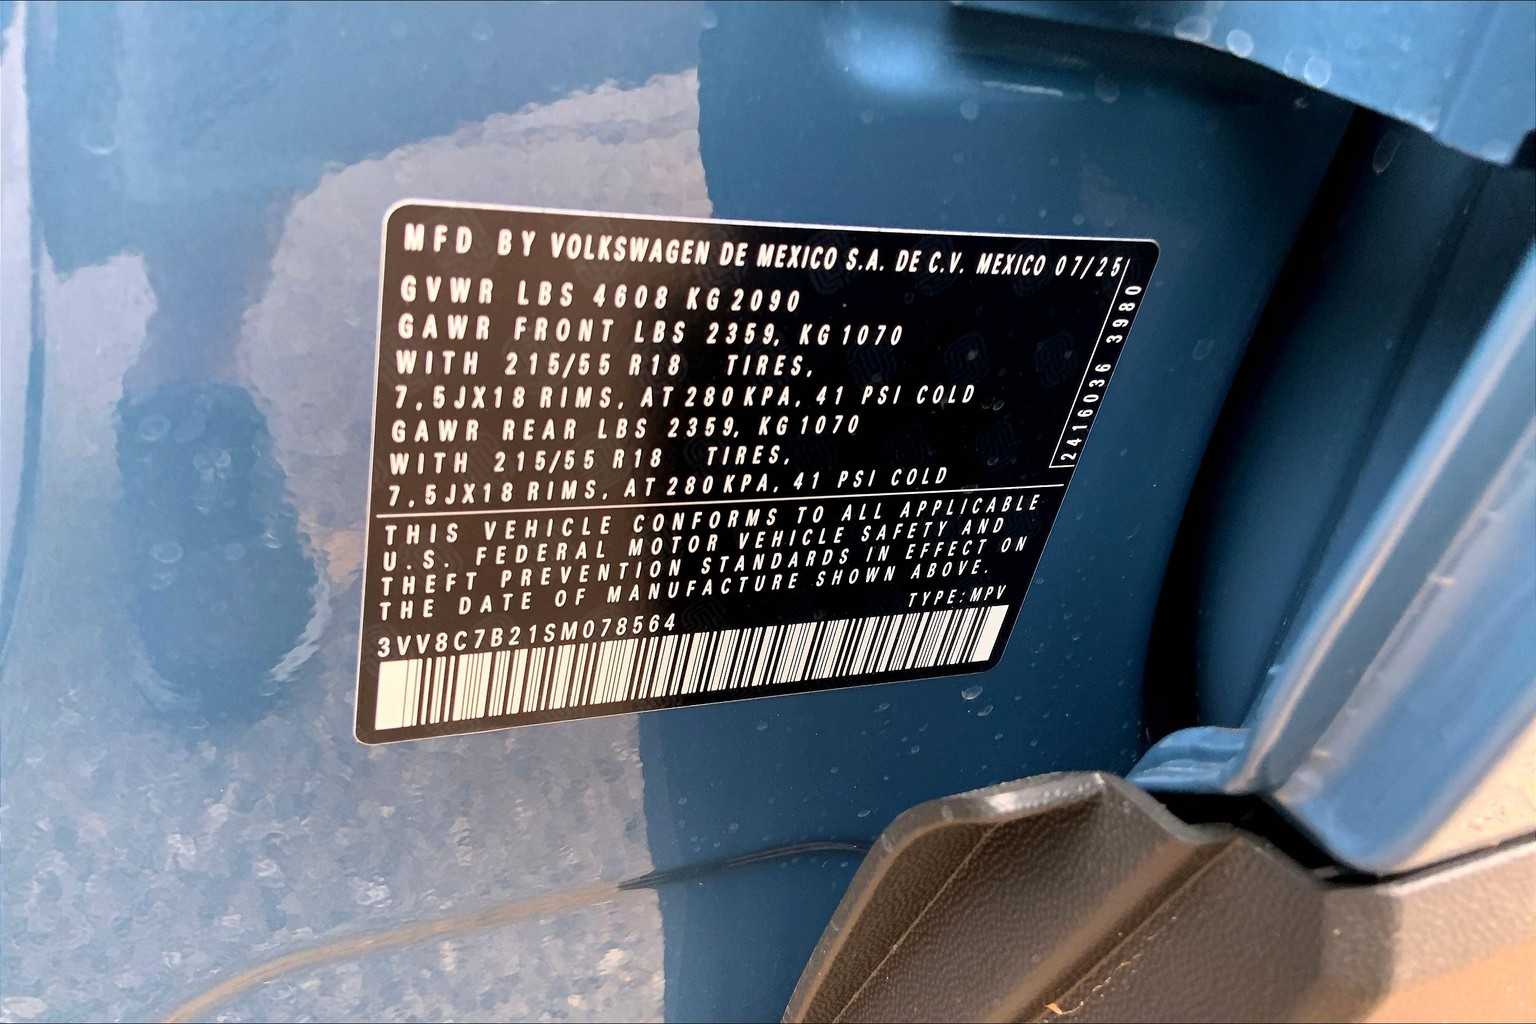 MFD BY VOLKSWAGEN DE MEXICO S.A. DE C.V. MEXICO 07/25
GVWR LBS 4608 KG 2090
GAWR FRONT LBS 2359, KG 1070
WITH 215/55 R18 TIRES,
7,5JX18 RIMS, AT 280 KPA, 41 PSI COLD
GAWR REAR LBS 2359, KG 1070
WITH 215/55 R18 TIRES,
7,5JX18 RIMS, AT 280 KPA, 41 PSI COLD
2416036 3980
THIS VEHICLE CONFORMS TO ALL APPLICABLE
U.S. FEDERAL MOTOR VEHICLE SAFETY AND
THEFT PREVENTION STANDARDS IN EFFECT ON
THE DATE OF MANUFACTURE SHOWN ABOVE.
TYPE: MPV
3VV8C7B21SM078564